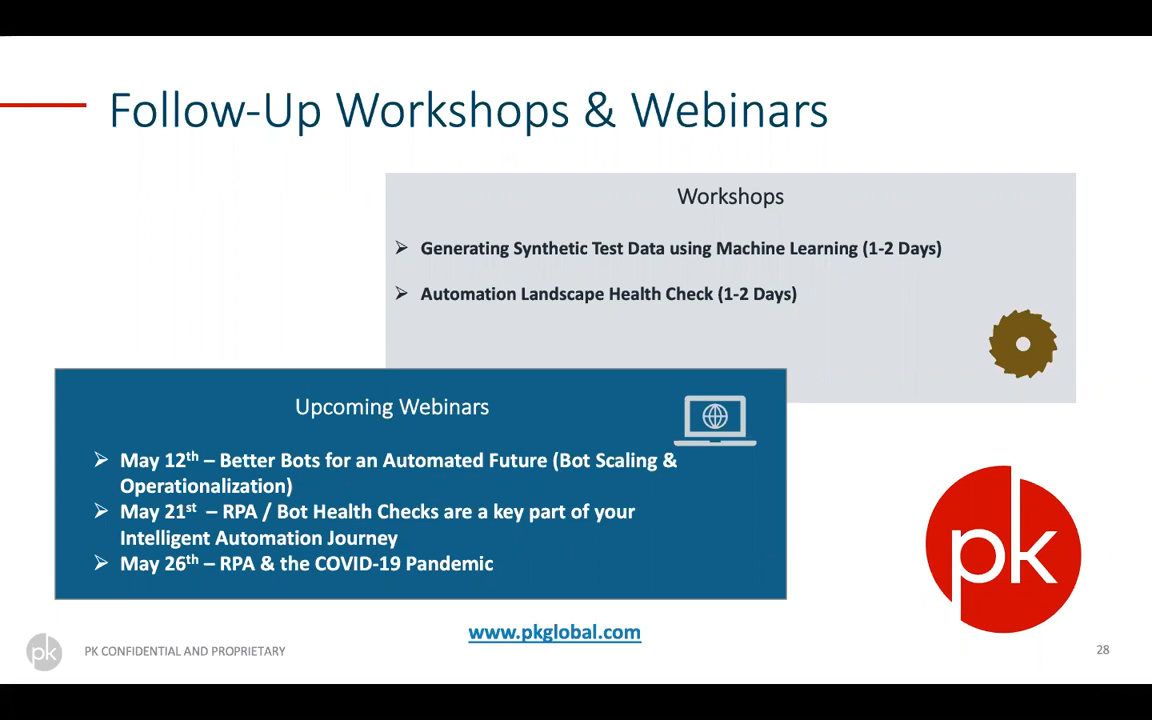 Follow-Up Workshops & Webinars
Workshops
➢ Generating Synthetic Test Data using Machine Learning (1-2 Days)
➢ Automation Landscape Health Check (1-2 Days)
Upcoming Webinars
➢ May 12th – Better Bots for an Automated Future (Bot Scaling &
Operationalization)
➢ May 21st – RPA / Bot Health Checks are a key part of your
Intelligent Automation Journey
➢ May 26th – RPA & the COVID-19 Pandemic
pk
www.pkglobal.com
pk
PK CONFIDENTIAL AND PROPRIETARY
28